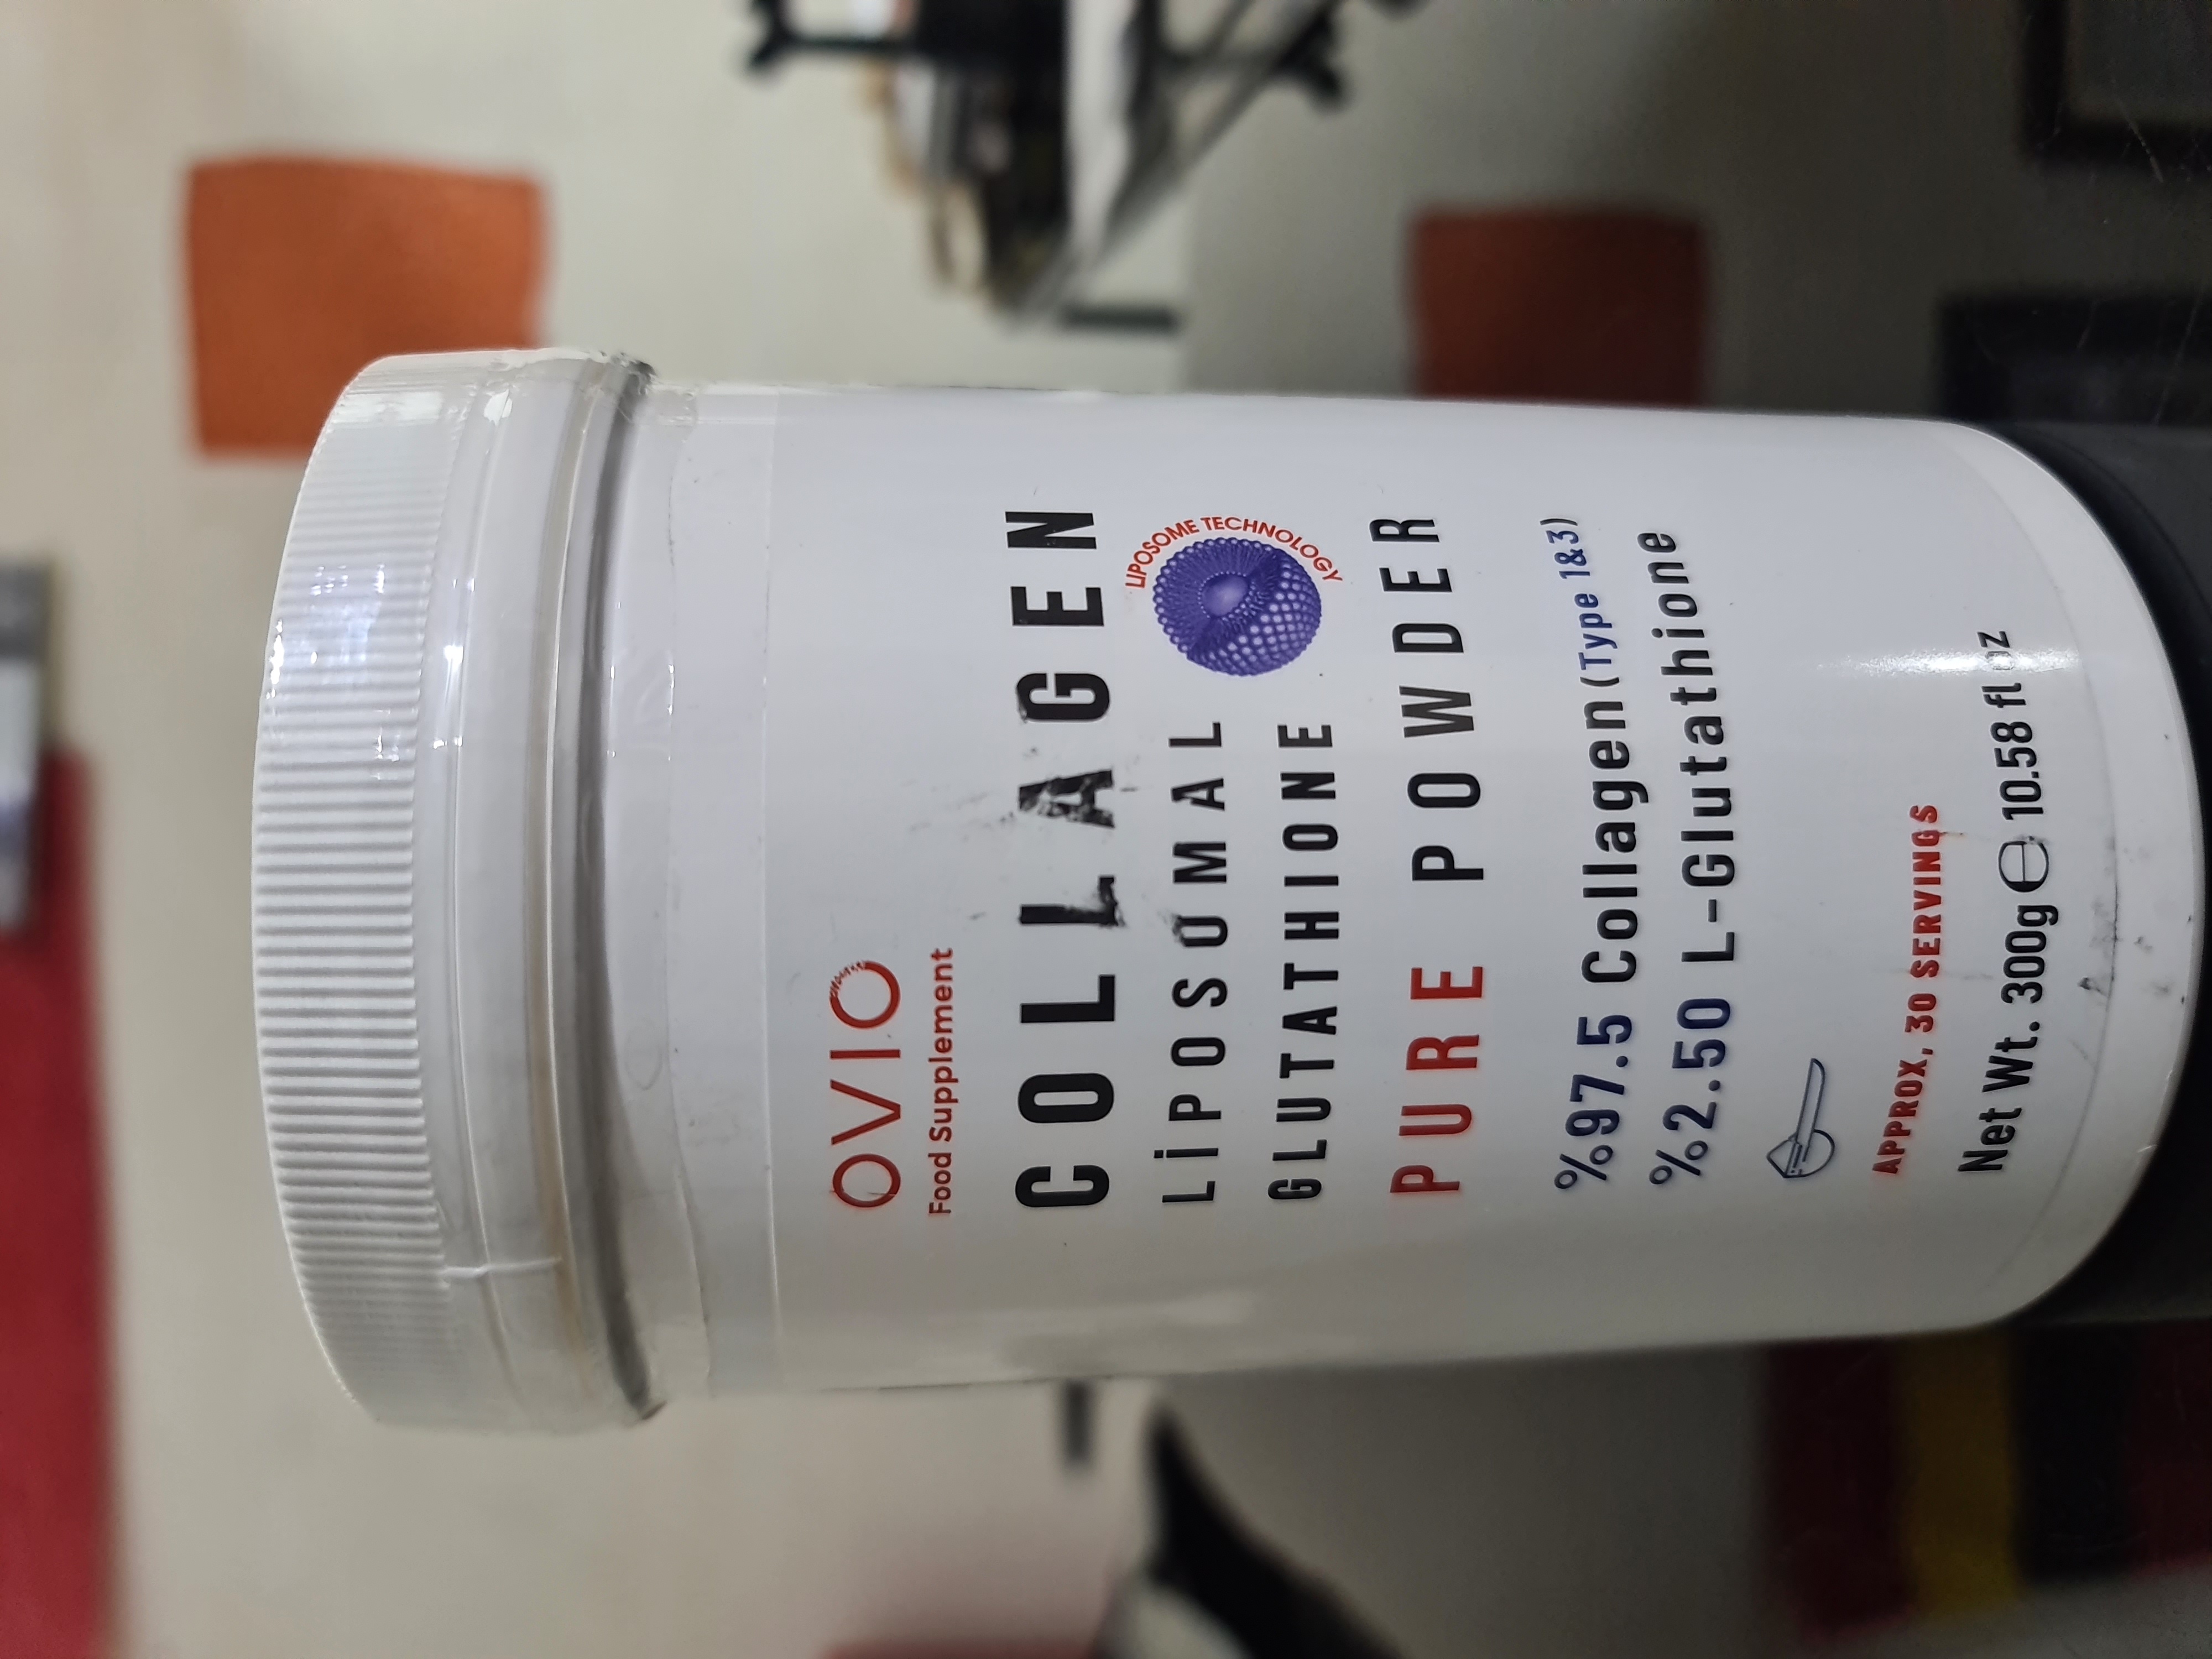 OVIO
Food Supplement
COLLAGEN
LİPOSOMAL
GLUTATHIONE
LIPOSOME TECHNOLOGY
PURE POWDER
%97.5 Collagen (Type 1&3)
%2.50 L-Glutathione
APPROX, 30 SERVINGS
Net Wt. 300g ℮ 10.58 fl oz